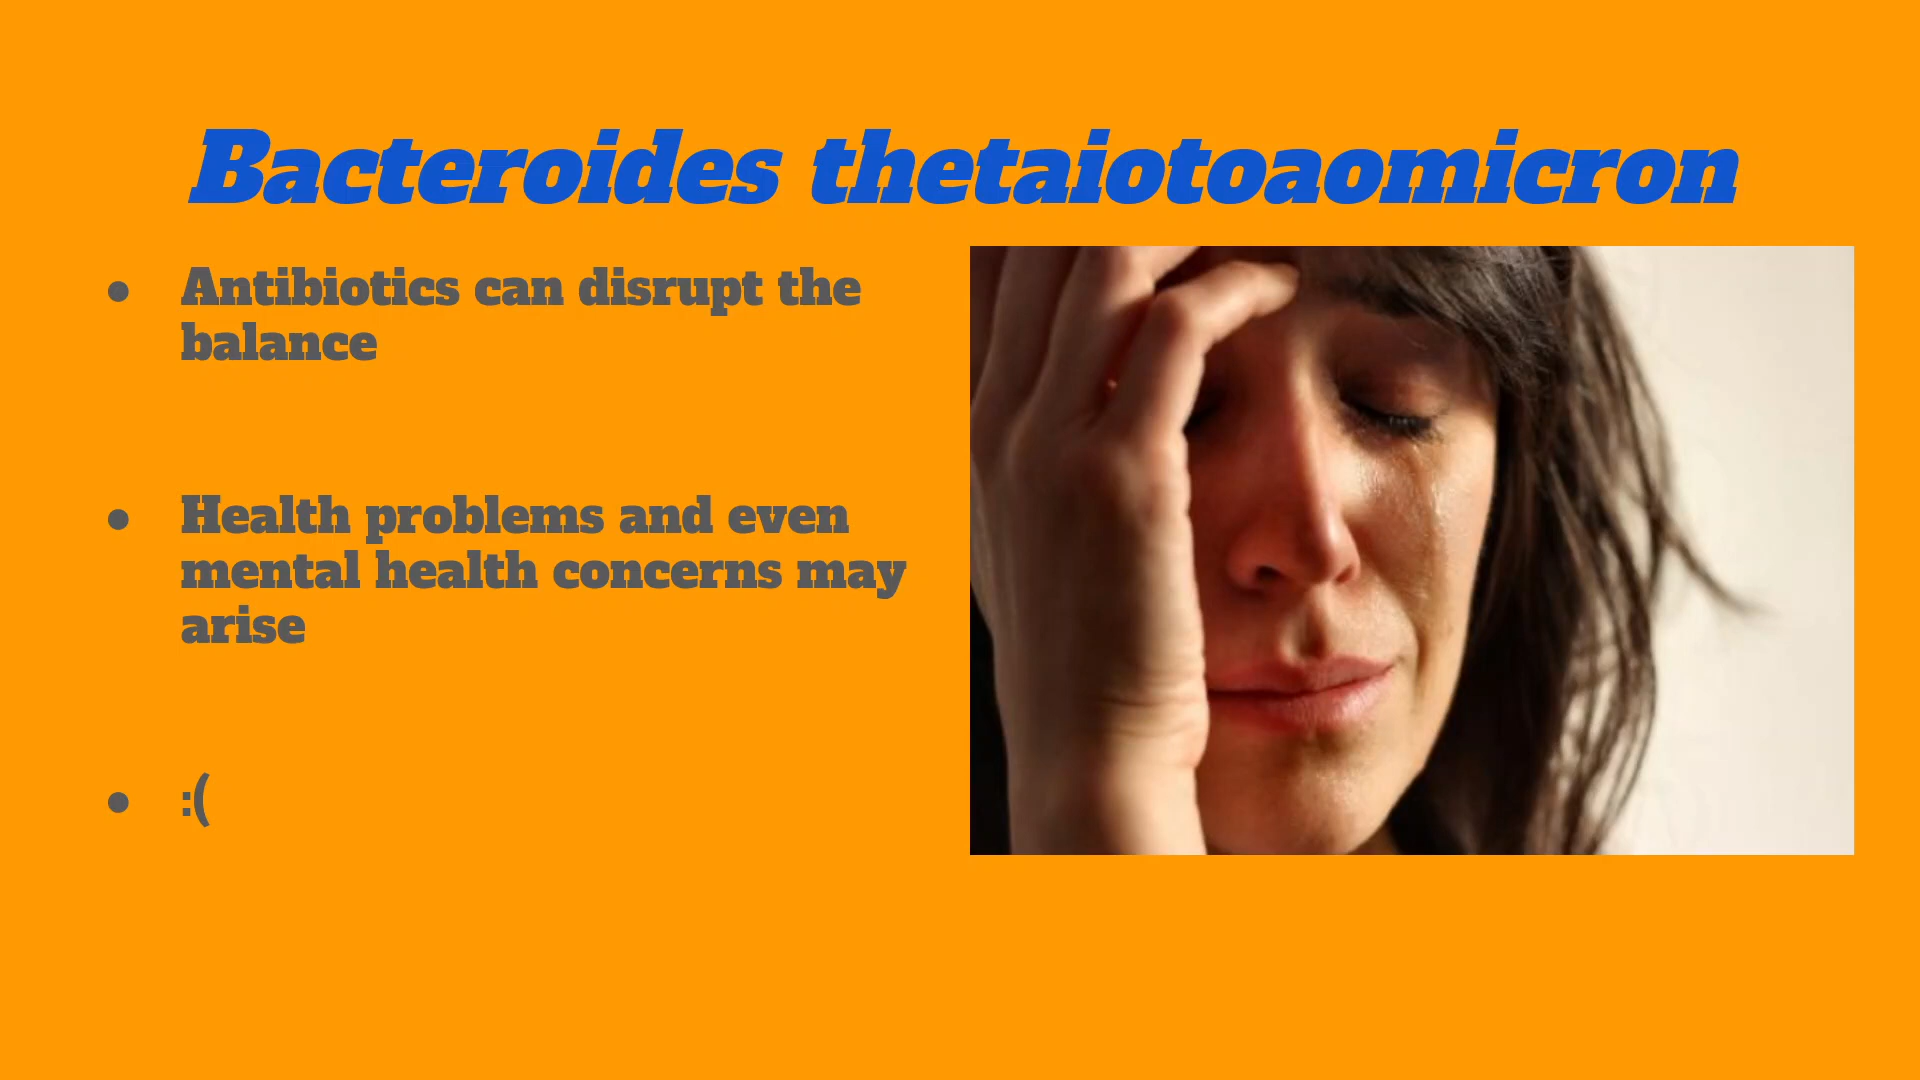 Bacteroides thetaiotoaomicron
● Antibiotics can disrupt the
balance
● Health problems and even
mental health concerns may
arise
● :(